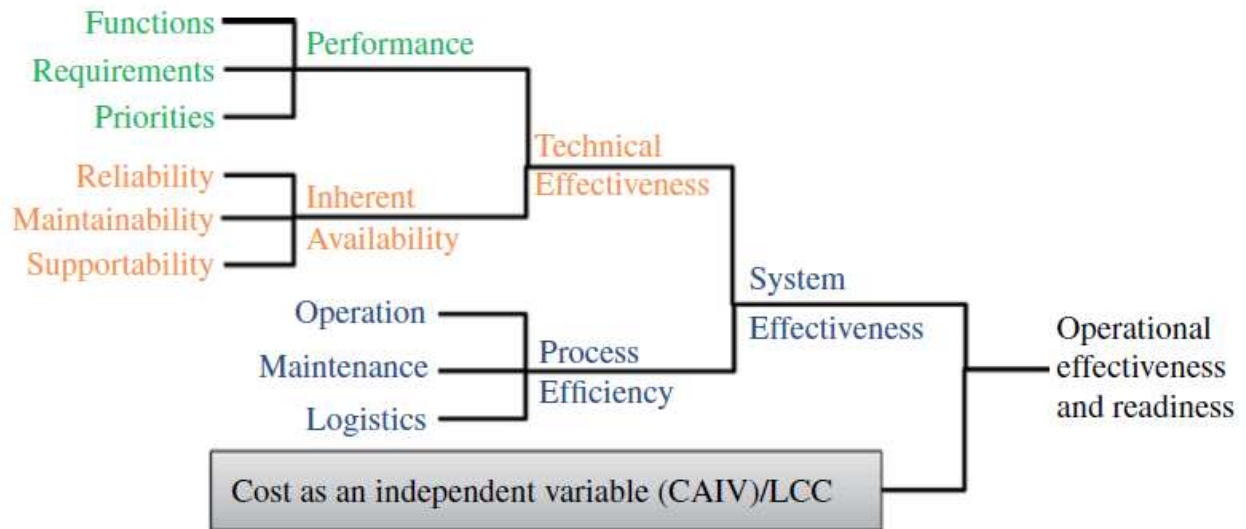 Functions
Performance
Requirements
Priorities
Technical
Effectiveness
Reliability
Inherent
Maintainability
Availability
Supportability
System
Effectiveness
Operation
Process
Maintenance
Efficiency
Logistics
Operational
effectiveness
and readiness
Cost as an independent variable (CAIV)/LCC